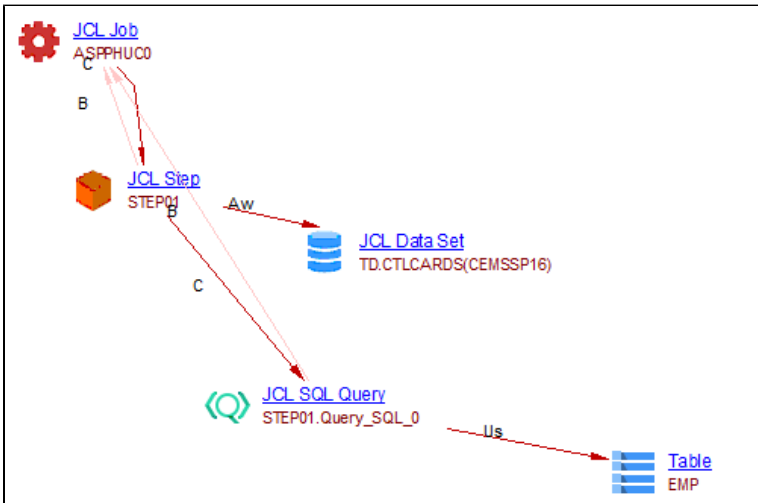 JCL Job
ASPPHUC0
C
B
JCL Step
STEP01
B
Aw
JCL Data Set
TD.CTLCARDS(CEMSSP16)
C
JCL SQL Query
STEP01.Query_SQL_0
Us
Table
EMP